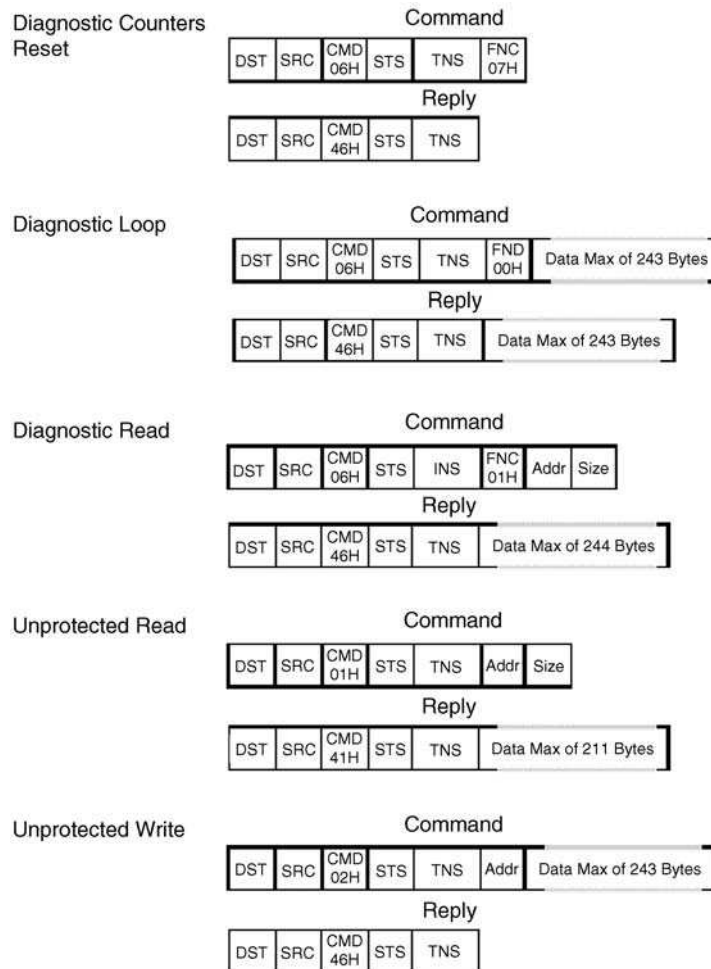 Diagnostic Counters
Reset
Command
DST SRC CMD 06H STS TNS FNC 07H
Reply
DST SRC CMD 46H STS TNS
Diagnostic Loop
Command
DST SRC CMD 06H STS TNS FND 00H Data Max of 243 Bytes
Reply
DST SRC CMD 46H STS TNS Data Max of 243 Bytes
Diagnostic Read
Command
DST SRC CMD 06H STS INS FNC 01H Addr Size
Reply
DST SRC CMD 46H STS TNS Data Max of 244 Bytes
Unprotected Read
Command
DST SRC CMD 01H STS TNS Addr Size
Reply
DST SRC CMD 41H STS TNS Data Max of 211 Bytes
Unprotected Write
Command
DST SRC CMD 02H STS TNS Addr Data Max of 243 Bytes
Reply
DST SRC CMD 46H STS TNS